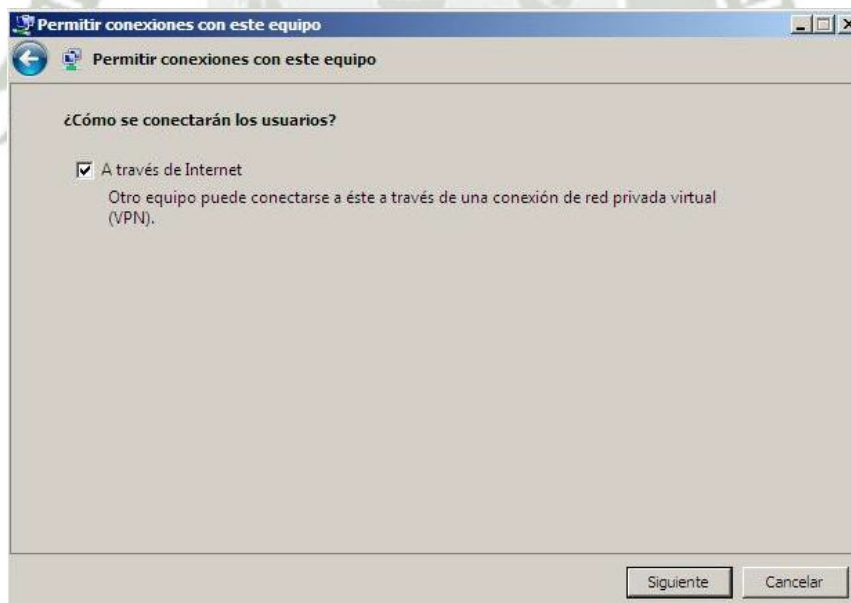 Permitir conexiones con este equipo
Permitir conexiones con este equipo
¿Cómo se conectarán los usuarios?
A través de Internet
Otro equipo puede conectarse a éste a través de una conexión de red privada virtual
(VPN).
Siguiente
Cancelar